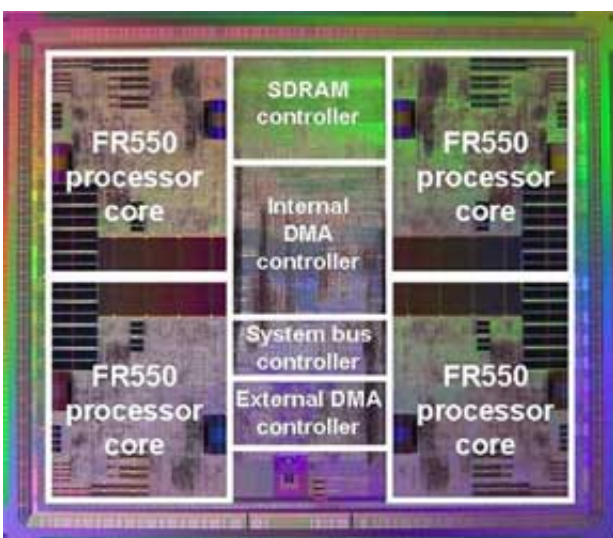 FR550
processor
core
SDRAM
controller
FR550
processor
core
Internal
DMA
controller
FR550
processor
core
System bus
controller
External DMA
controller
FR550
processor
core